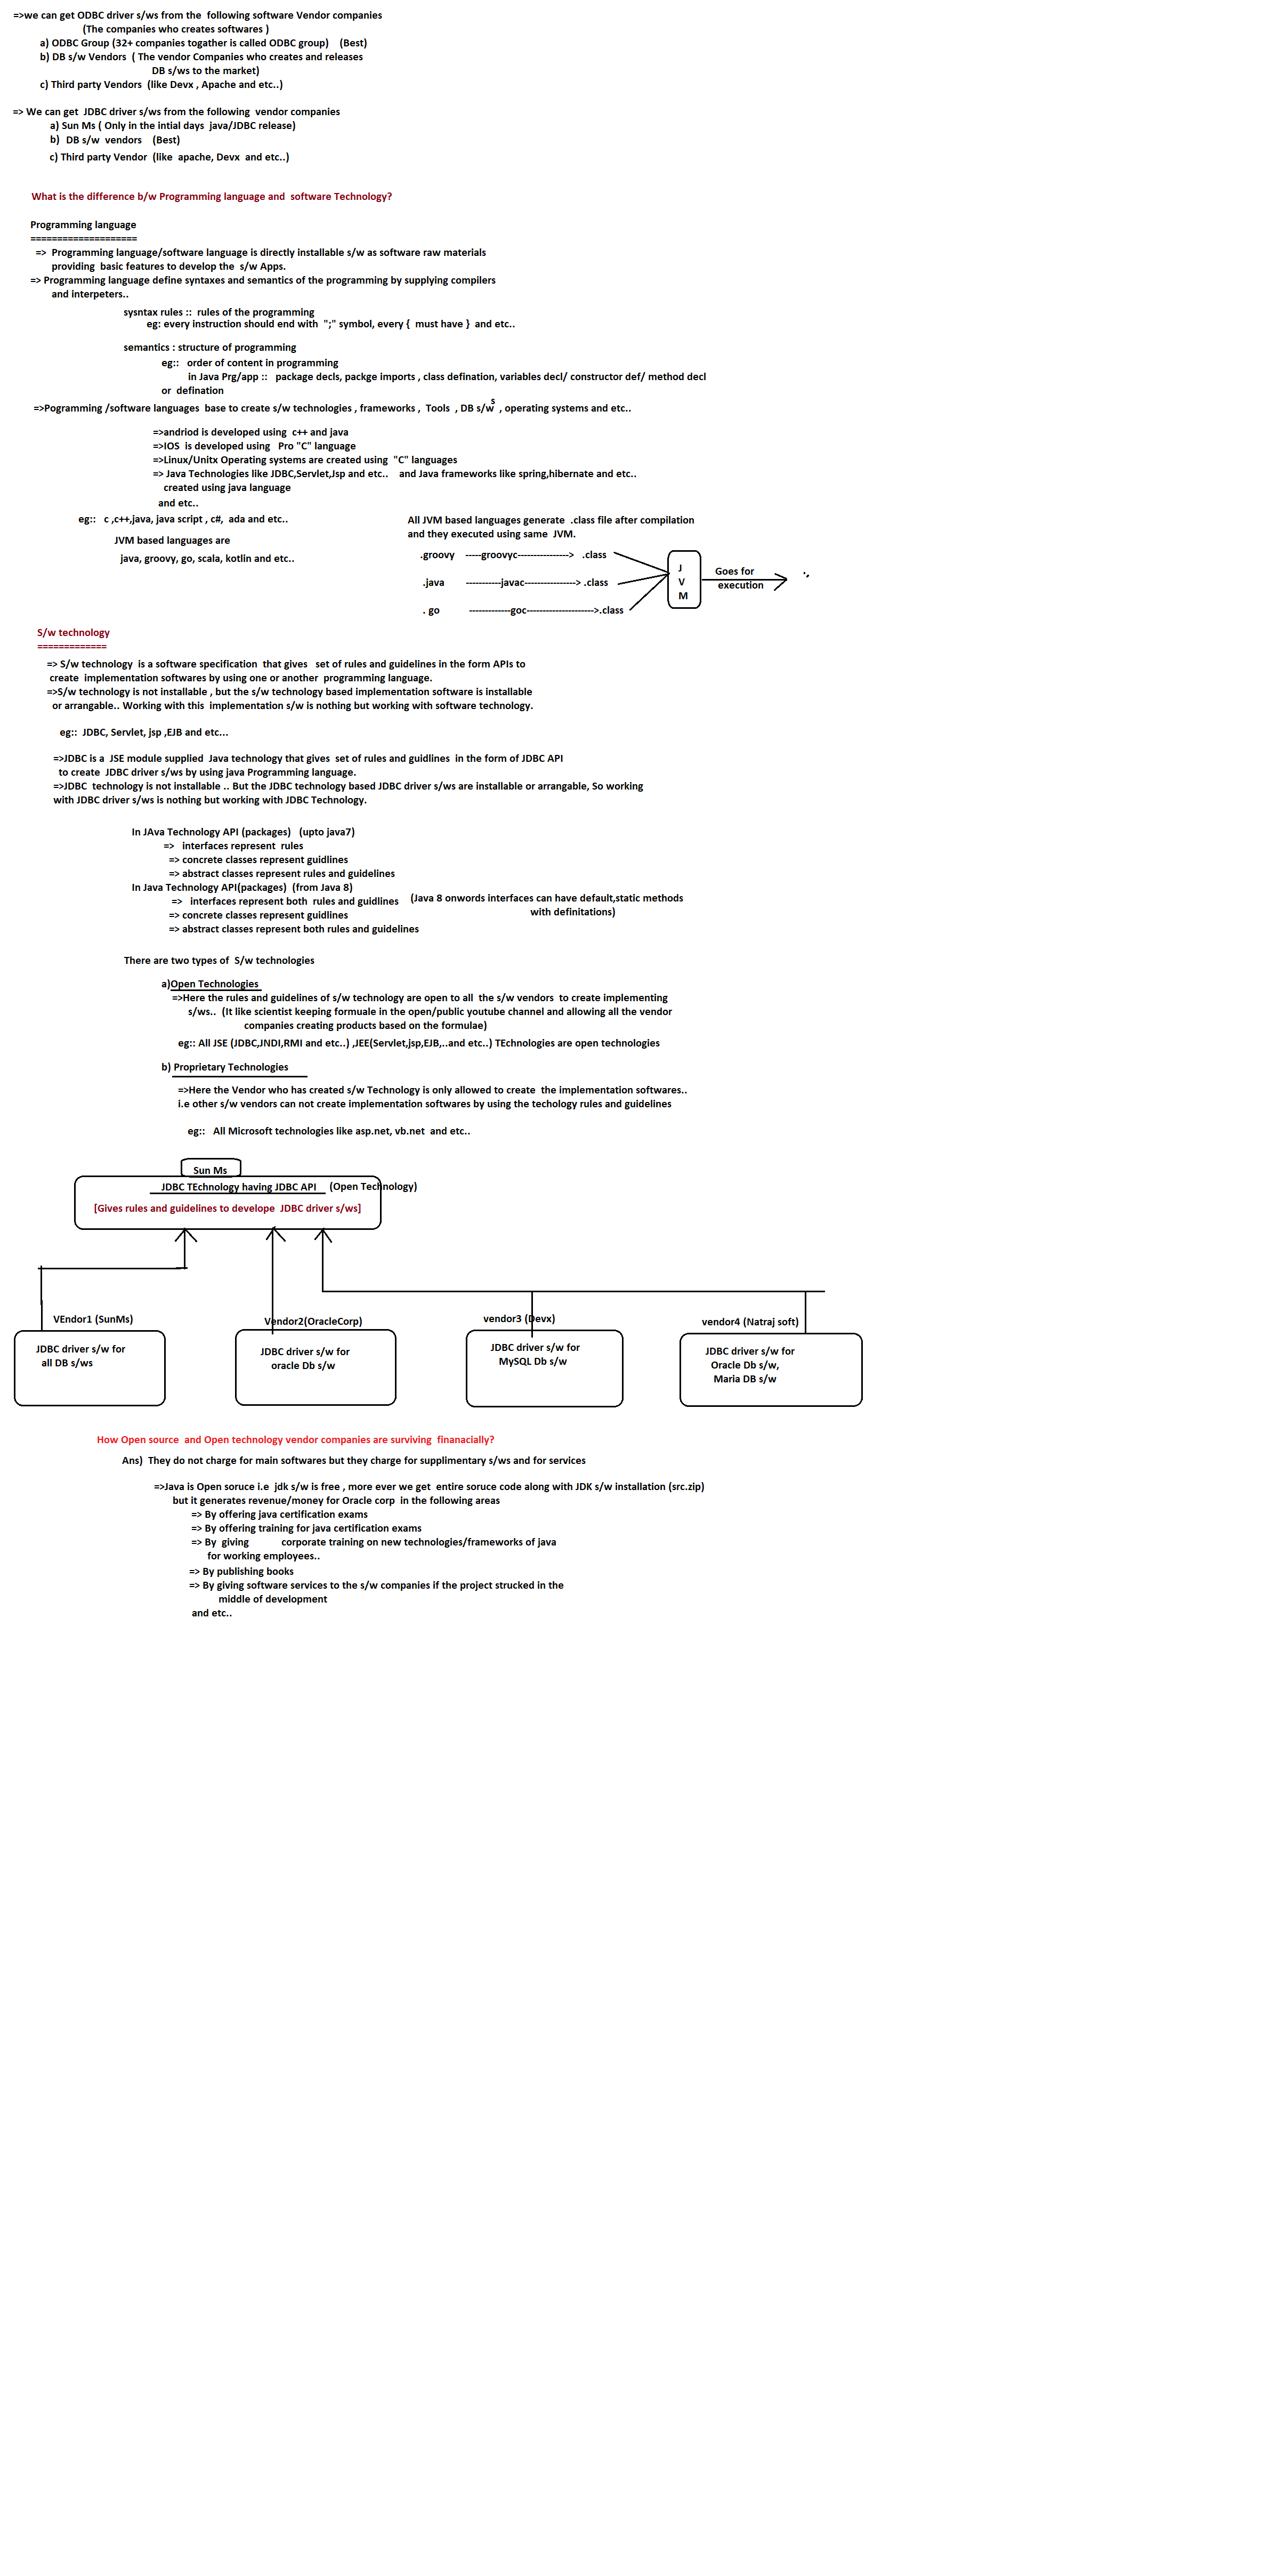 =>we can get ODBC driver s/ws from the  following software Vendor companies
(The companies who creates softwares )
a) ODBC Group (32+ companies togather is called ODBC group)    (Best)
b) DB s/w Vendors  ( The vendor Companies who creates and releases
DB s/ws to the market)
c) Third party Vendors  (like Devx , Apache and etc..)
=> We can get  JDBC driver s/ws from the following  vendor companies
a) Sun Ms ( Only in the intial days  java/JDBC release)
b)  DB s/w  vendors    (Best)
c) Third party Vendor  (like  apache, Devx  and etc..)
What is the difference b/w Programming language and  software Technology?
Programming language
====================
=>  Programming language/software language is directly installable s/w as software raw materials
providing  basic features to develop the  s/w Apps.
=> Programming language define syntaxes and semantics of the programming by supplying compilers
and interpeters..
sysntax rules ::  rules of the programming
eg: every instruction should end with  ";" symbol, every {  must have }  and etc..
semantics : structure of programming
eg::   order of content in programming
in Java Prg/app ::   package decls, packge imports , class defination, variables decl/ constructor def/ method decl
or  defination
=>Pogramming /software languages  base to create s/w technologies , frameworks ,  Tools  , DB s/ws  , operating systems and etc..
=>andriod is developed using  c++ and java
=>IOS  is developed using   Pro "C" language
=>Linux/Unitx Operating systems are created using  "C" languages
=> Java Technologies like JDBC,Servlet,Jsp and etc..    and Java frameworks like spring,hibernate and etc..
created using java language
and etc..
eg::   c ,c++,java, java script , c#,  ada and etc..
JVM based languages are
java, groovy, go, scala, kotlin and etc..
All JVM based languages generate  .class file after compilation
and they executed using same  JVM.
.groovy    -----groovyc---------------->   .class
.java        -----------javac----------------> .class
. go           -------------goc--------------------->.class
J
V
M
Goes for
execution
S/w technology
=============
=> S/w technology  is a software specification  that gives   set of rules and guidelines in the form APIs to
create  implementation softwares by using one or another  programming language.
=>S/w technology is not installable , but the s/w technology based implementation software is installable
or arrangable.. Working with this  implementation s/w is nothing but working with software technology.
eg::  JDBC, Servlet, jsp ,EJB and etc...
=>JDBC is a  JSE module supplied  Java technology that gives  set of rules and guidlines  in the form of JDBC API
to create  JDBC driver s/ws by using java Programming language.
=>JDBC  technology is not installable .. But the JDBC technology based JDBC driver s/ws are installable or arrangable, So working
with JDBC driver s/ws is nothing but working with JDBC Technology.
In JAva Technology API (packages)   (upto java7)
=>   interfaces represent  rules
=> concrete classes represent guidlines
=> abstract classes represent rules and guidelines
In Java Technology API(packages)  (from Java 8)
=>   interfaces represent both  rules and guidlines
(Java 8 onwords interfaces can have default,static methods
with definitations)
=> concrete classes represent guidlines
=> abstract classes represent both rules and guidelines
There are two types of  S/w technologies
a)Open Technologies
=>Here the rules and guidelines of s/w technology are open to all  the s/w vendors  to create implementing
s/ws..  (It like scientist keeping formuale in the open/public youtube channel and allowing all the vendor
companies creating products based on the formulae)
eg:: All JSE (JDBC,JNDI,RMI and etc..) ,JEE(Servlet,jsp,EJB,..and etc..) TEchnologies are open technologies
b) Proprietary Technologies
=>Here the Vendor who has created s/w Technology is only allowed to create  the implementation softwares..
i.e other s/w vendors can not create implementation softwares by using the techology rules and guidelines
eg::   All Microsoft technologies like asp.net, vb.net  and etc..
Sun Ms
JDBC TEchnology having JDBC API    (Open Technology)
[Gives rules and guidelines to develope  JDBC driver s/ws]
VEndor1 (SunMs)
JDBC driver s/w for
all DB s/ws
Vendor2(OracleCorp)
JDBC driver s/w for
oracle Db s/w
vendor3 (Devx)
JDBC driver s/w for
MySQL Db s/w
vendor4 (Natraj soft)
JDBC driver s/w for
Oracle Db s/w,
Maria DB s/w
How Open source  and Open technology vendor companies are surviving  finanacially?
Ans)  They do not charge for main softwares but they charge for supplimentary s/ws and for services
=>Java is Open soruce i.e  jdk s/w is free , more ever we get  entire soruce code along with JDK s/w installation (src.zip)
but it generates revenue/money for Oracle corp  in the following areas
=> By offering java certification exams
=> By offering training for java certification exams
=> By  giving            corporate training on new technologies/frameworks of java
for working employees..
=> By publishing books
=> By giving software services to the s/w companies if the project strucked in the
middle of development
and etc..